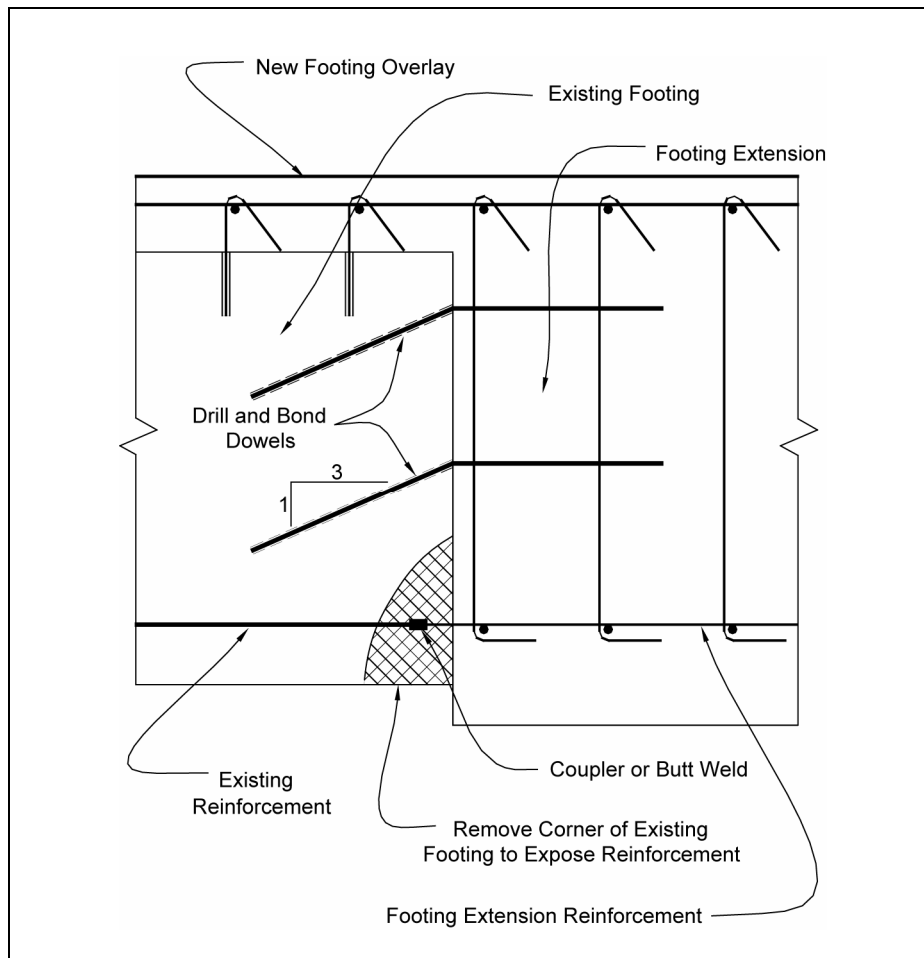 New Footing Overlay
Existing Footing
Footing Extension
Drill and Bond
Dowels
3
1
Existing
Reinforcement
Coupler or Butt Weld
Remove Corner of Existing
Footing to Expose Reinforcement
Footing Extension Reinforcement